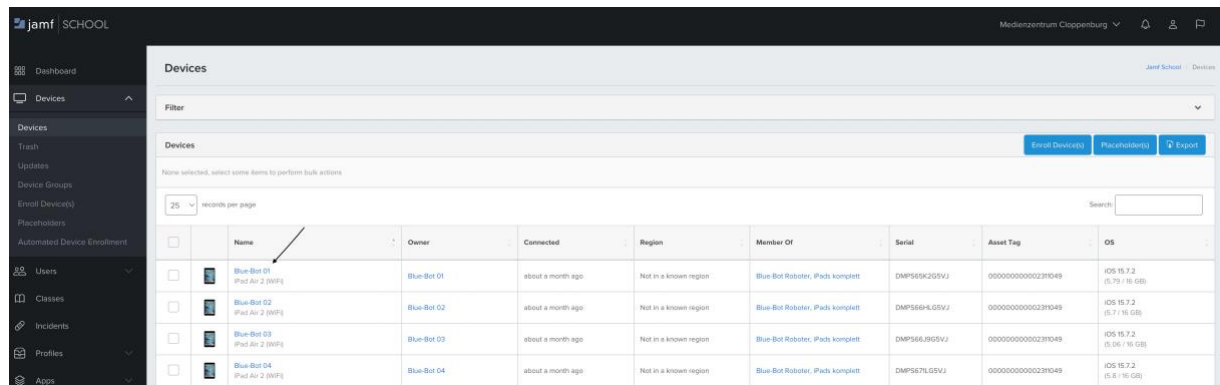 jamf SCHOOL
Medienzentrum Cloppenburg
Dashboard
Devices
Devices
Trash
Updates
Device Groups
Enroll Device(s)
Placeholders
Automated Device Enrollment
Users
Classes
Incidents
Profiles
Apps
Devices
Jamf School / Devices
Filter
Devices
Enroll Device(s) Placeholder(s) Export
None selected, select some items to perform bulk actions
25 records per page
Search:
Name Owner Connected Region Member Of Serial Asset Tag OS
Blue-Bot 01 Blue-Bot 01 about a month ago Not in a known region Blue-Bot Roboter, iPads komplett DMPS65K2G5VJ iOS 15.7.2
iPad Air 2 (WiFi) (5.79 / 16 GB)
Blue-Bot 02 Blue-Bot 02 about a month ago Not in a known region Blue-Bot Roboter, iPads komplett DMPS66HLG5VJ iOS 15.7.2
iPad Air 2 (WiFi) (5.7 / 16 GB)
Blue-Bot 03 Blue-Bot 03 about a month ago Not in a known region Blue-Bot Roboter, iPads komplett DMPS66J9G5VJ iOS 15.7.2
iPad Air 2 (WiFi) (5.06 / 16 GB)
Blue-Bot 04 Blue-Bot 04 about a month ago Not in a known region Blue-Bot Roboter, iPads komplett DMPS671LG5VJ iOS 15.7.2
iPad Air 2 (WiFi) (5.8 / 16 GB)